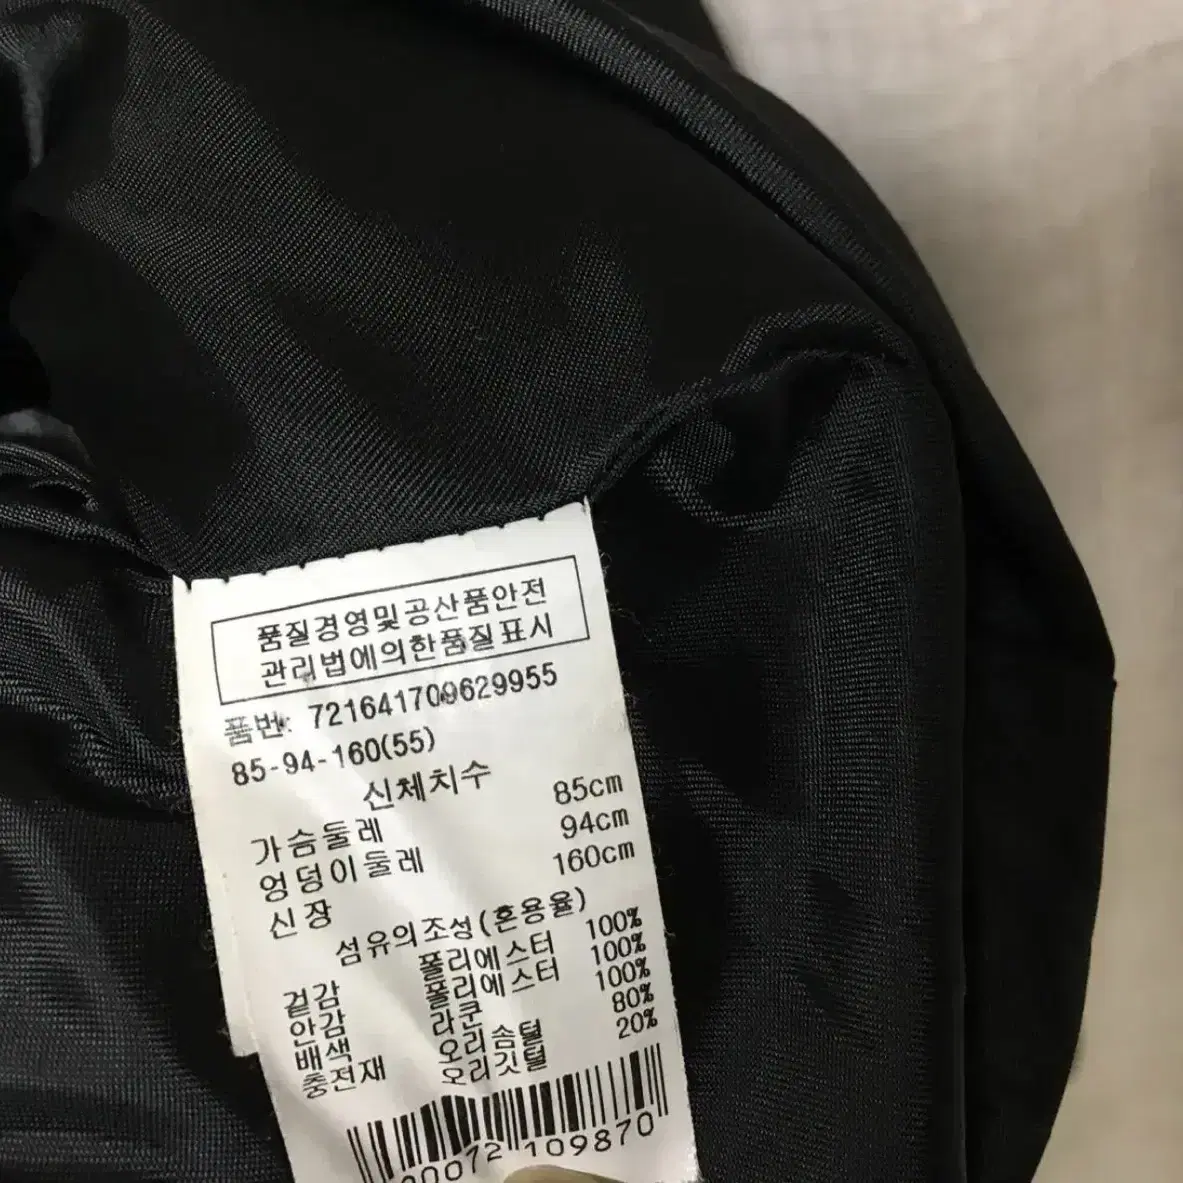 품질경영및공산품안전
관리법에의한품질표시
품번: 721641709629955
85-94-160(55)
신체치수
가슴둘레 85cm
엉덩이둘레 94cm
신장 160cm
섬유의조성(혼용율)
겉감 폴리에스터 100%
안감 폴리에스터 100%
배색 라쿤 100%
충전재 오리솜털 80%
오리깃털 20%
00072109870